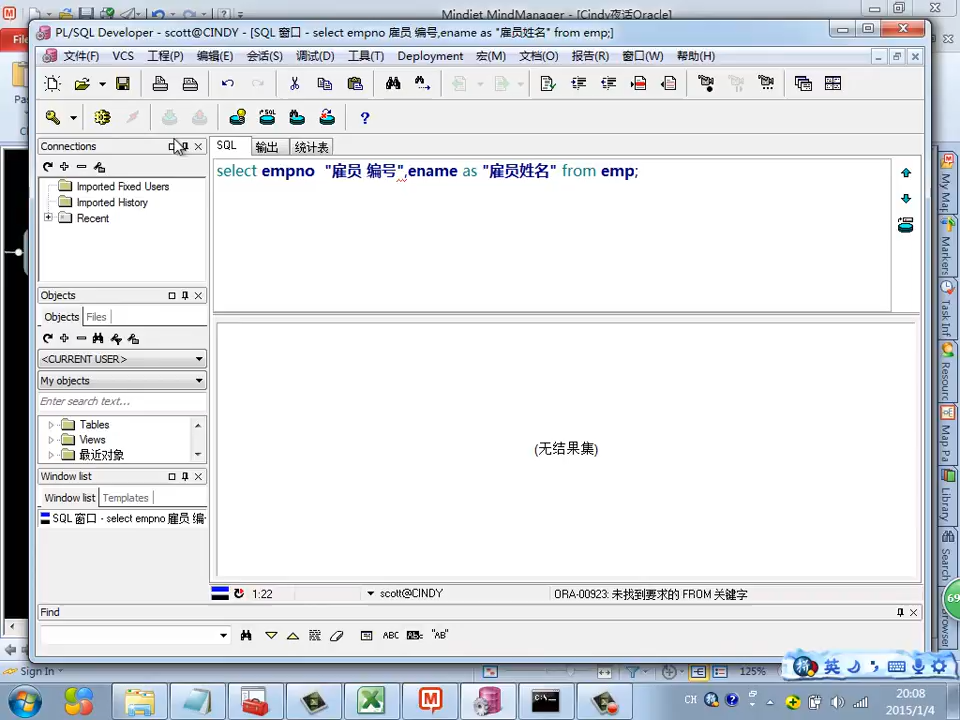 Mindjet MindManager - [Cindy夜话Oracle]
PL/SQL Developer - scott@CINDY - [SQL 窗口 - select empno 雇员 编号,ename as "雇员姓名" from emp;]
文件(F) VCS 工程(P) 编辑(E) 会话(S) 调试(D) 工具(T) Deployment 宏(M) 文档(O) 报告(R) 窗口(W) 帮助(H)
Connections
SQL 输出 统计表
select empno "雇员 编号",ename as "雇员姓名" from emp;
Imported Fixed Users
Imported History
Recent
Objects
Objects Files
<CURRENT USER>
My objects
Enter search text...
Tables
Views
最近对象
(无结果集)
Window list
Window list Templates
SQL 窗口 - select empno 雇员 编
1:22 scott@CINDY ORA-00923: 未找到要求的 FROM 关键字
Find
ABC "AB"
Sign In 125% 英
CH 20:08
2015/1/4
My Ma
Markers
Task Inf
Resourc
Map Pa
Library
Search
Browser
69